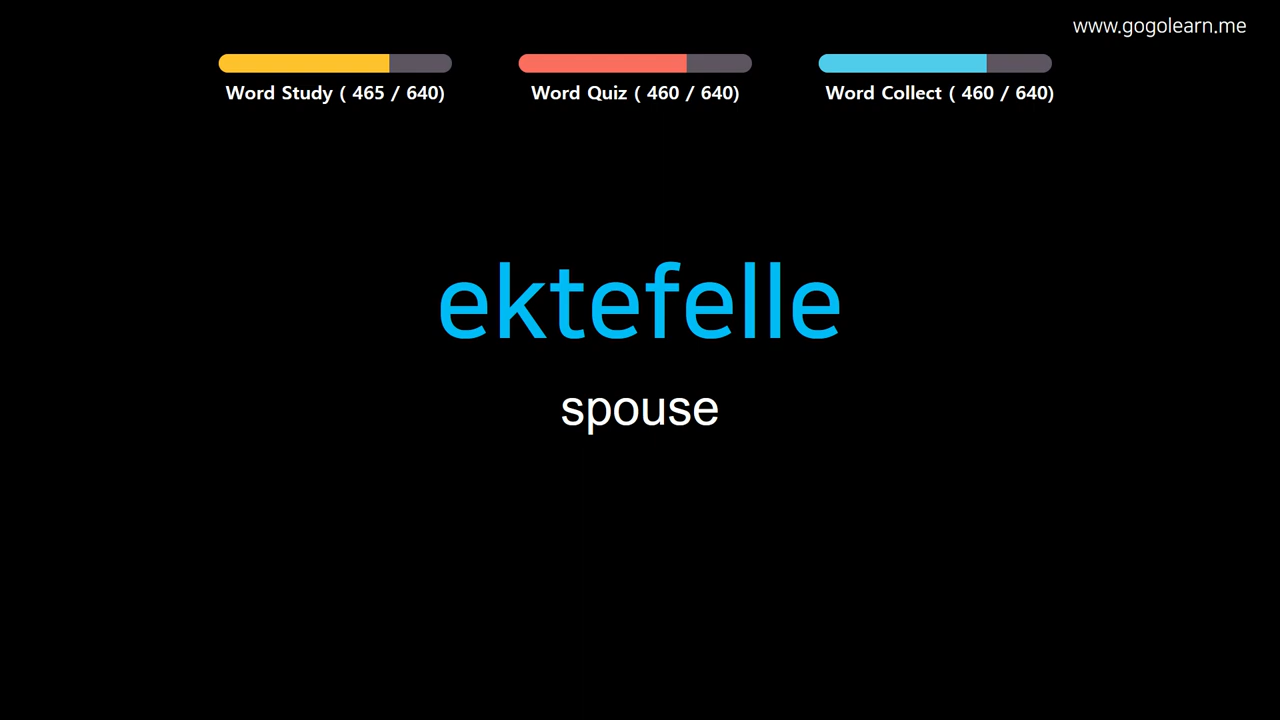 www.gogolearn.me
Word Study ( 465 / 640)
Word Quiz ( 460 / 640)
Word Collect ( 460 / 640)
ektefelle
spouse